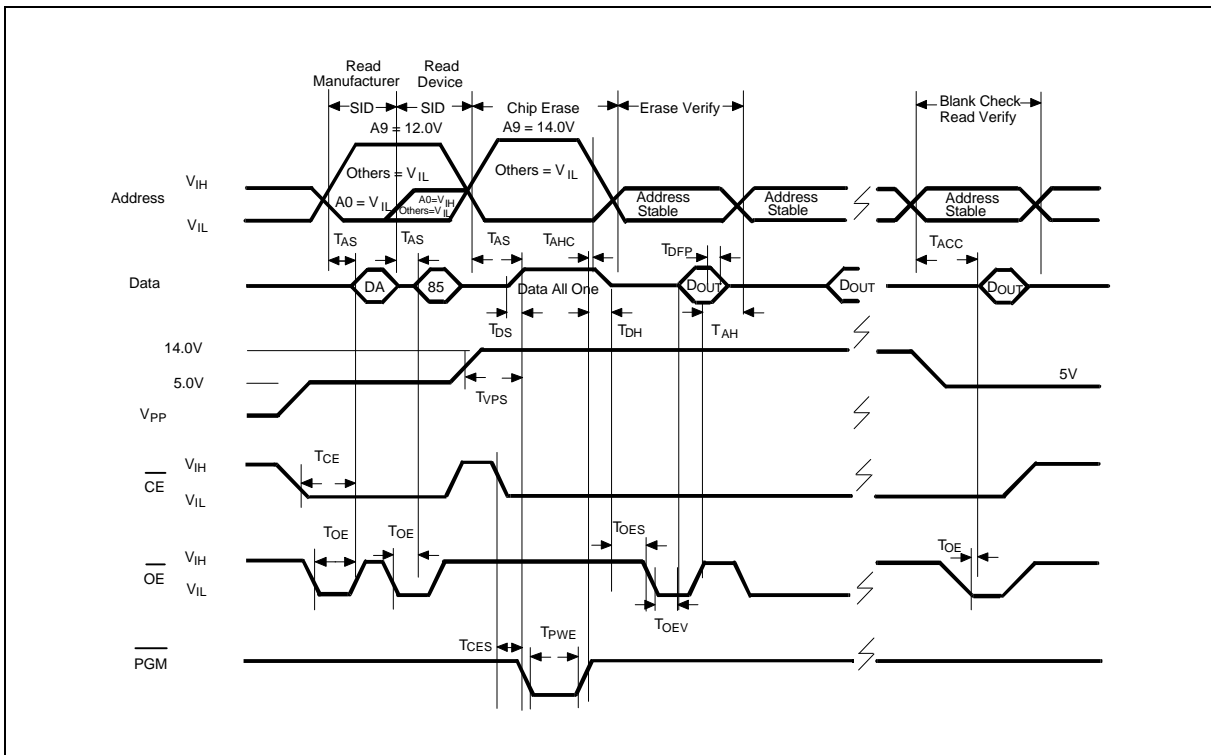 Read
Manufacturer
SID
Read
Device
SID
Chip Erase
Erase Verify
Blank Check
Read Verify
A9 = 12.0V
A9 = 14.0V
Others = VIL
Others = VIL
Address
VIH
VIL
A0 = VIL
A0=VIH
Others=VIL
Address
Stable
Address
Stable
Address
Stable
TAS
TAS
TAS
TAHC
TDFP
TACC
Data
DA
85
Data All One
DOUT
DOUT
DOUT
TDS
TDH
TAH
14.0V
5.0V
VPP
TVPS
5V
CE
VIH
VIL
TCE
OE
VIH
VIL
TOE
TOE
TOES
TOE
TOEV
PGM
TCES
TPWE